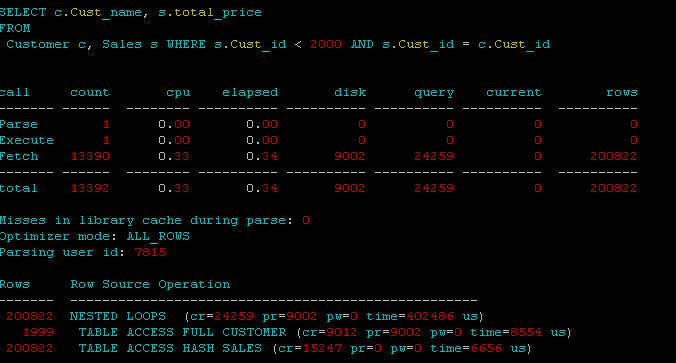 SELECT c.Cust_name, s.total_price
FROM
 Customer c, Sales s WHERE s.Cust_id < 2000 AND s.Cust_id = c.Cust_id
call     count       cpu    elapsed       disk      query    current        rows
------- ------  -------- ---------- ---------- ---------- ----------  ----------
Parse        1      0.00       0.00          0          0          0           0
Execute      1      0.00       0.00          0          0          0           0
Fetch    13390      0.33       0.34       9002      24259          0      200822
------- ------  -------- ---------- ---------- ---------- ----------  ----------
total    13392      0.33       0.34       9002      24259          0      200822
Misses in library cache during parse: 0
Optimizer mode: ALL_ROWS
Parsing user id: 7815
Rows     Row Source Operation
-------  ---------------------------------------------------
 200822  NESTED LOOPS  (cr=24259 pr=9002 pw=0 time=402486 us)
   1999   TABLE ACCESS FULL CUSTOMER (cr=9012 pr=9002 pw=0 time=8554 us)
 200822   TABLE ACCESS HASH SALES (cr=15247 pr=0 pw=0 time=6656 us)